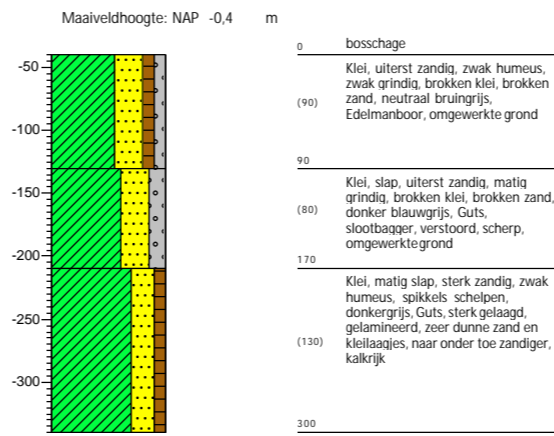 Maaiveldhoogte: NAP -0,4 m
0 bosschage
-50
Klei, uiterst zandig, zwak humeus,
zwak grindig, brokken klei, brokken
(90) zand, neutraal bruingrijs,
Edelmanboor, omgewerkte grond
-100
90
-150
Klei, slap, uiterst zandig, matig
grindig, brokken klei, brokken zand,
(80) donker blauwgrijs, Guts,
slootbagger, verstoord, scherp,
omgewerkte grond
-200
170
Klei, matig slap, sterk zandig, zwak
humeus, spikkels schelpen,
donkergrijs, Guts, sterk gelaagd,
-250
gelamineerd, zeer dunne zand en
(130) kleilaagjes, naar onder toe zandiger,
kalkrijk
-300
300